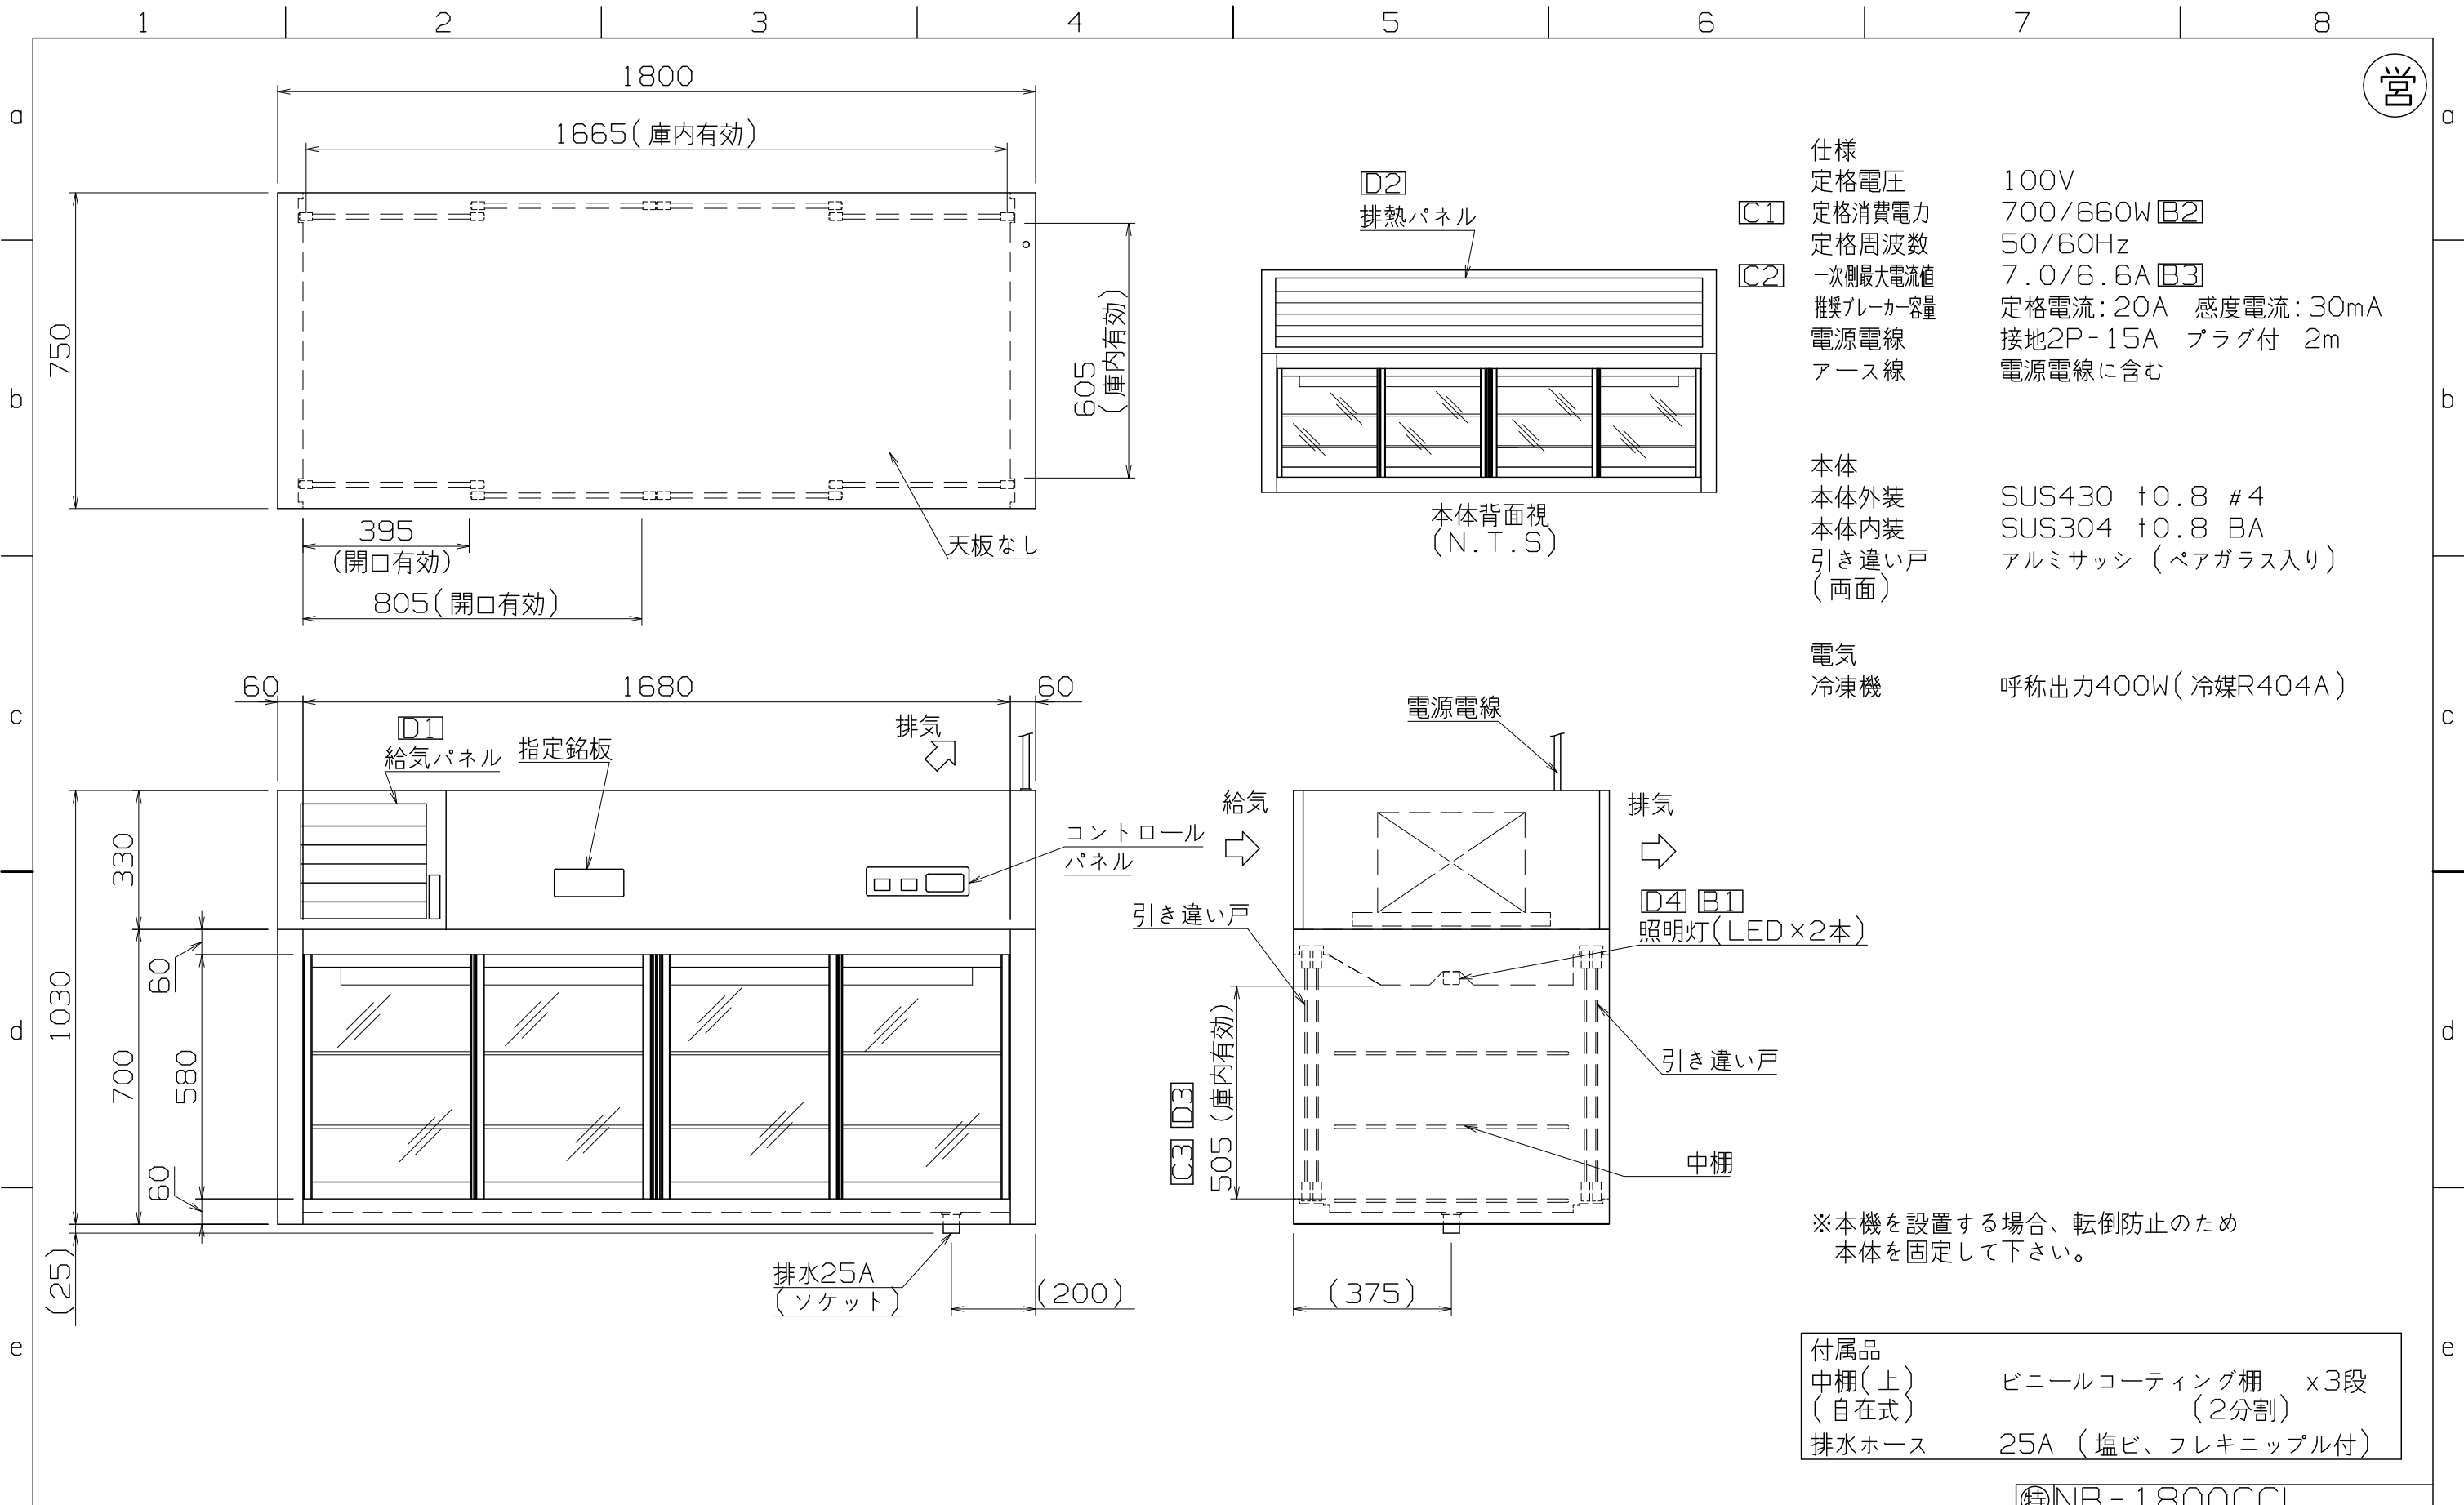 1 2 3 4 5 6 7 8
a
b
c
d
e
a
b
c
d
e
営
1800
1665(庫内有効)
750
605
(庫内有効)
395
(開口有効)
805(開口有効)
天板なし
D2
排熱パネル
本体背面視
(N.T.S)
仕様
定格電圧 100V
C1 定格消費電力 700/660W B2
定格周波数 50/60Hz
C2 一次側最大電流値 7.0/6.6A B3
推奨ブレーカー容量 定格電流:20A 感度電流:30mA
電源電線 接地2P-15A プラグ付 2m
アース線 電源電線に含む
本体
本体外装 SUS430 t0.8 #4
本体内装 SUS304 t0.8 BA
引き違い戸 アルミサッシ (ペアガラス入り)
(両面)
電気
冷凍機 呼称出力400W(冷媒R404A)
60 1680 60
D1
給気パネル
指定銘板
排気
コントロール
パネル
330
1030
700
60
580
60
(25)
排水25A
(ソケット)
(200)
電源電線
給気
排気
引き違い戸
D4 B1
照明灯(LED×2本)
引き違い戸
C3 D3
505(庫内有効)
中棚
(375)
※本機を設置する場合、転倒防止のため
本体を固定して下さい。
付属品
中棚(上) ビニールコーティング棚 x3段
(自在式) (2分割)
排水ホース 25A (塩ビ、フレキニップル付)
特 NB-1800CCL